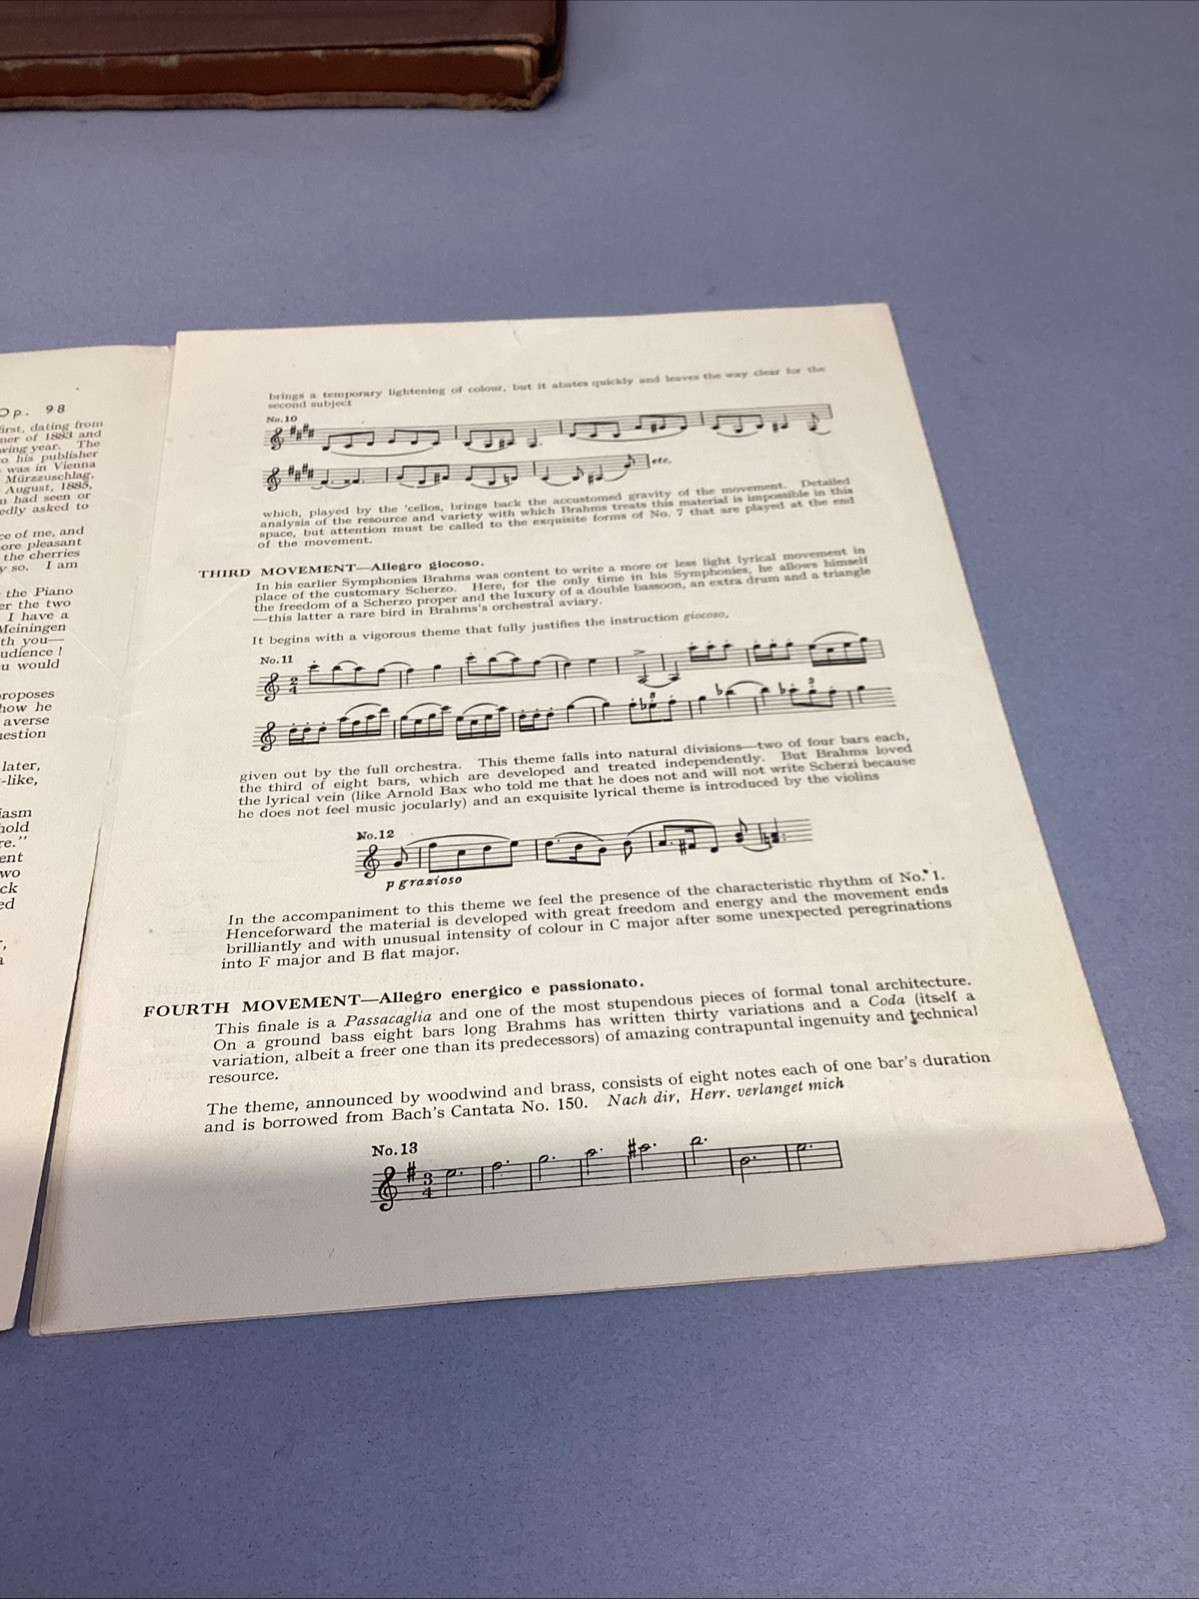 Op. 98
first, dating from
of 1883 and
year. The
his publisher
was in Vienna
Mürzzuschlag,
August, 1885,
had seen or
asked to
of me, and
more pleasant
the cherries
so. I am
the Piano
the two
I have a
Meiningen
with you—
audience!
would
proposes
how he
averse
question
later,
-like,
hold
two
brings a temporary lightening of colour, but it abates quickly and leaves the way clear for the
second subject
No.10
etc.
which, played by the 'cellos, brings back the accustomed gravity of the movement. Detailed
analysis of the resource and variety with which Brahms treats this material is impossible in this
space, but attention must be called to the exquisite forms of No. 7 that are played at the end
of the movement.
THIRD MOVEMENT—Allegro giocoso.
In his earlier Symphonies Brahms was content to write a more or less light lyrical movement in
place of the customary Scherzo. Here, for the only time in his Symphonies, he allows himself
the freedom of a Scherzo proper and the luxury of a double bassoon, an extra drum and a triangle
—this latter a rare bird in Brahms's orchestral aviary.
It begins with a vigorous theme that fully justifies the instruction giocoso,
No.11
2
4
3
3
given out by the full orchestra. This theme falls into natural divisions—two of four bars each,
the third of eight bars, which are developed and treated independently. But Brahms loved
the lyrical vein (like Arnold Bax who told me that he does not and will not write Scherzi because
he does not feel music jocularly) and an exquisite lyrical theme is introduced by the violins
No.12
p grazioso
In the accompaniment to this theme we feel the presence of the characteristic rhythm of No. 1.
Henceforward the material is developed with great freedom and energy and the movement ends
brilliantly and with unusual intensity of colour in C major after some unexpected peregrinations
into F major and B flat major.
FOURTH MOVEMENT—Allegro energico e passionato.
This finale is a Passacaglia and one of the most stupendous pieces of formal tonal architecture.
On a ground bass eight bars long Brahms has written thirty variations and a Coda (itself a
variation, albeit a freer one than its predecessors) of amazing contrapuntal ingenuity and technical
resource.
The theme, announced by woodwind and brass, consists of eight notes each of one bar's duration
and is borrowed from Bach's Cantata No. 150. Nach dir, Herr. verlanget mich
No.13
3
4